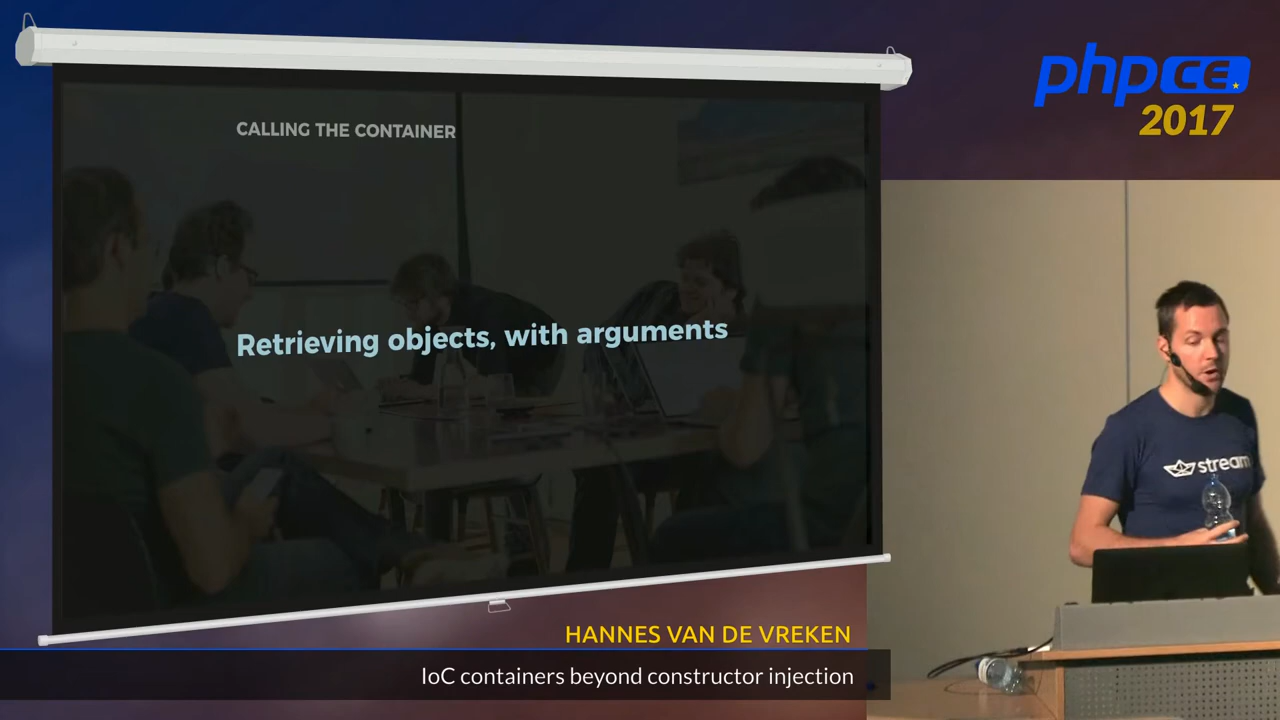 phpCE
2017
CALLING THE CONTAINER
Retrieving objects, with arguments
stream
HANNES VAN DE VREKEN
IoC containers beyond constructor injection